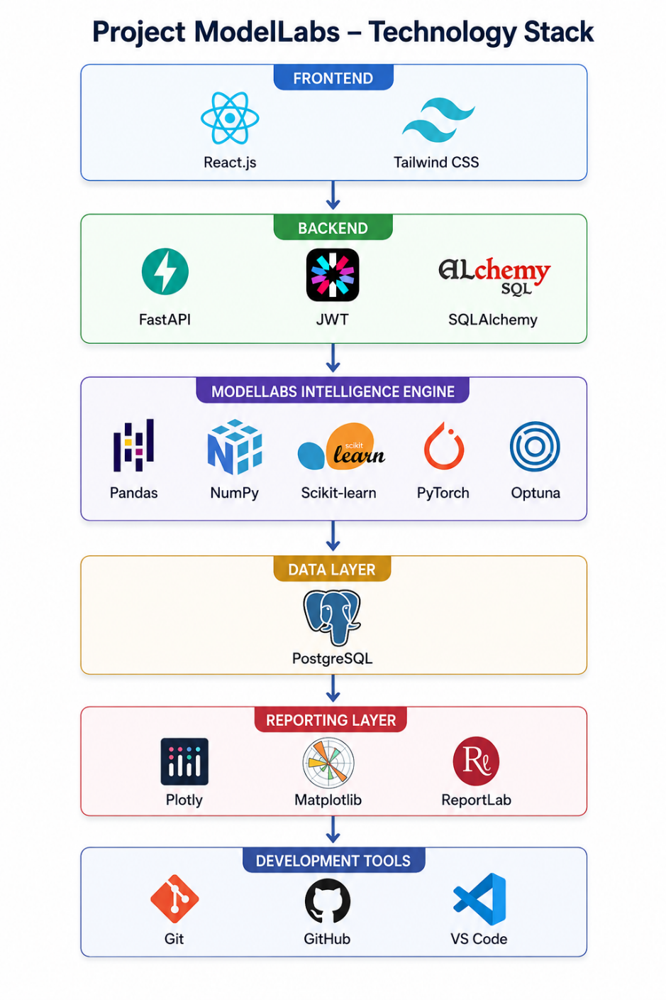 Project ModelLabs – Technology Stack
FRONTEND
React.js
Tailwind CSS
BACKEND
ALchemy
SQL
FastAPI
JWT
SQLAlchemy
MODELLABS INTELLIGENCE ENGINE
N
scikit
learn
Pandas
NumPy
Scikit-learn
PyTorch
Optuna
DATA LAYER
PostgreSQL
REPORTING LAYER
Rl
Plotly
Matplotlib
ReportLab
DEVELOPMENT TOOLS
Git
GitHub
VS Code